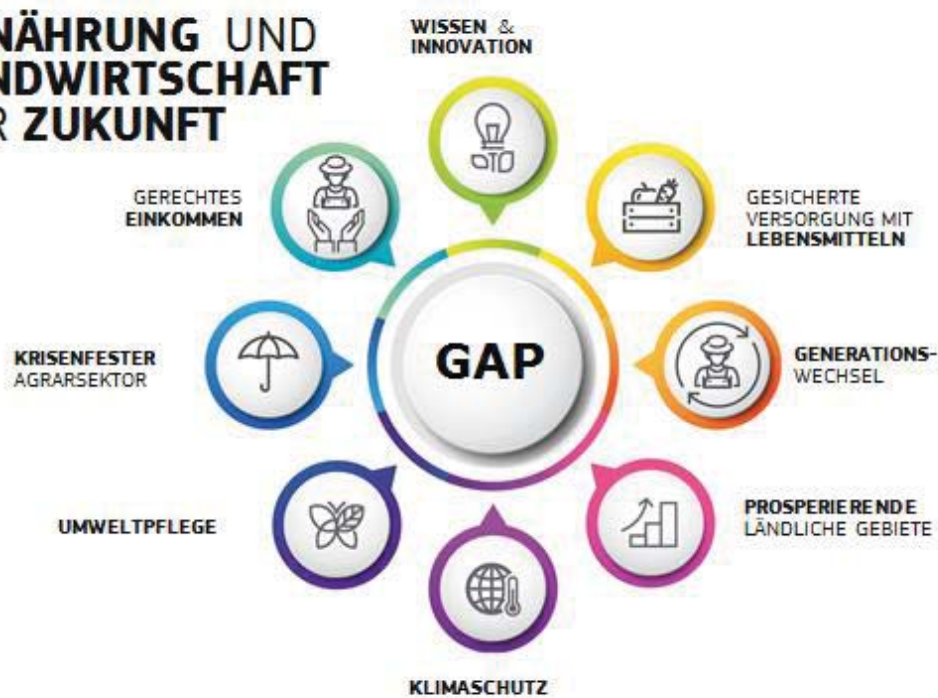 NÄHRUNG UND
NDWIRTSCHAFT
R ZUKUNFT
WISSEN &
INNOVATION
GERECHTES
EINKOMMEN
GESICHERTE
VERSORGUNG MIT
LEBENSMITTELN
KRISENFESTER
AGRARSEKTOR
GAP
GENERATIONS-
WECHSEL
UMWELTPFLEGE
PROSPERIERENDE
LÄNDLICHE GEBIETE
KLIMASCHUTZ